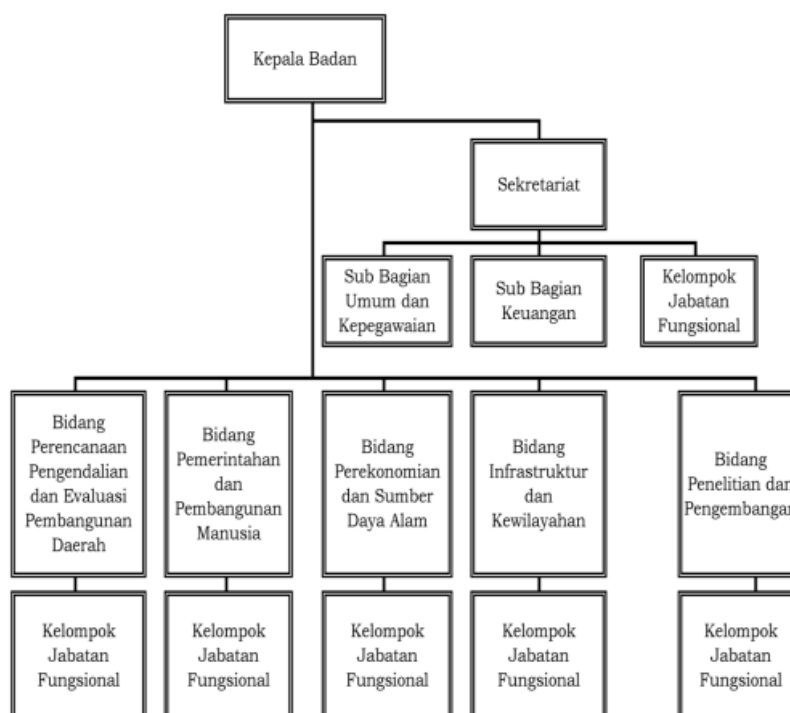 Kepala Badan
Sekretariat
Sub Bagian
Umum dan
Kepegawaian
Sub Bagian
Keuangan
Kelompok
Jabatan
Fungsional
Bidang
Perencanaan
Pengendalian
dan Evaluasi
Pembangunan
Daerah
Bidang
Pemerintahan
dan
Pembangunan
Manusia
Bidang
Perekonomian
dan Sumber
Daya Alam
Bidang
Infrastruktur
dan
Kewilayahan
Bidang
Penelitian dan
Pengembangan
Kelompok
Jabatan
Fungsional
Kelompok
Jabatan
Fungsional
Kelompok
Jabatan
Fungsional
Kelompok
Jabatan
Fungsional
Kelompok
Jabatan
Fungsional